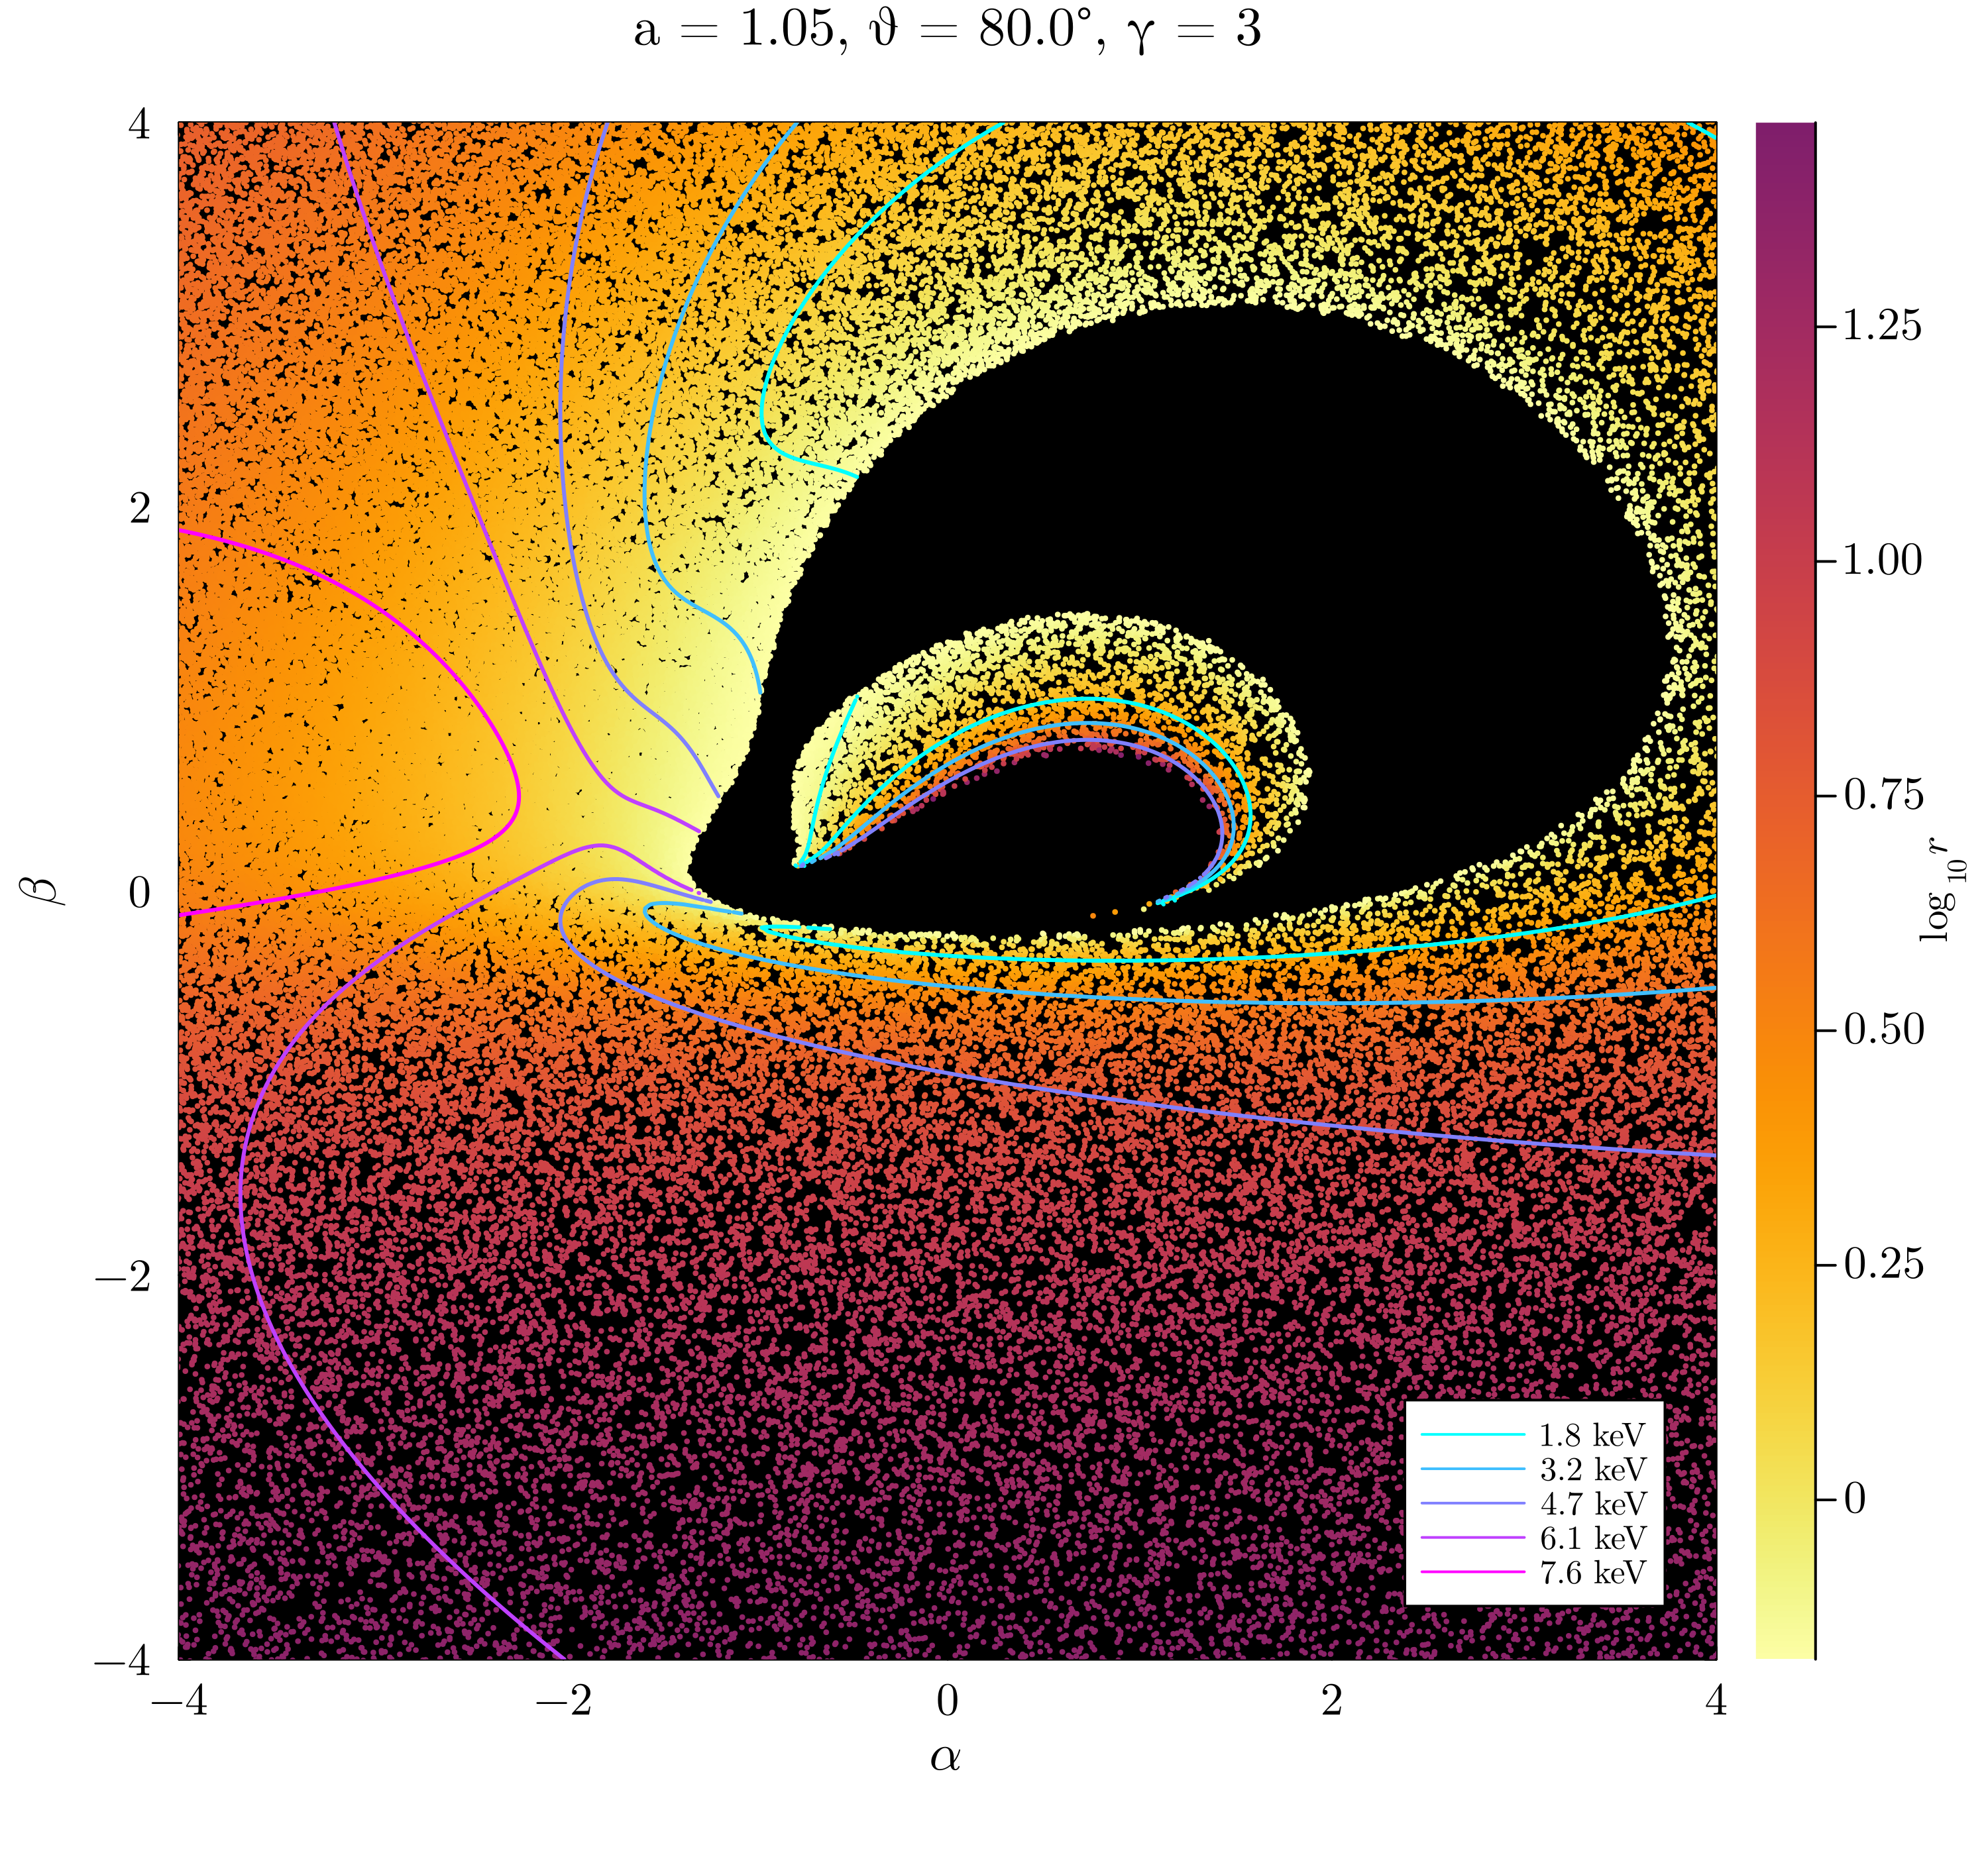 a = 1.05, ϑ = 80.0°, γ = 3
4
2
0
−2
−4
β
−4
−2
0
2
4
α
1.8 keV
3.2 keV
4.7 keV
6.1 keV
7.6 keV
1.25
1.00
0.75
0.50
0.25
0
log₁₀ r